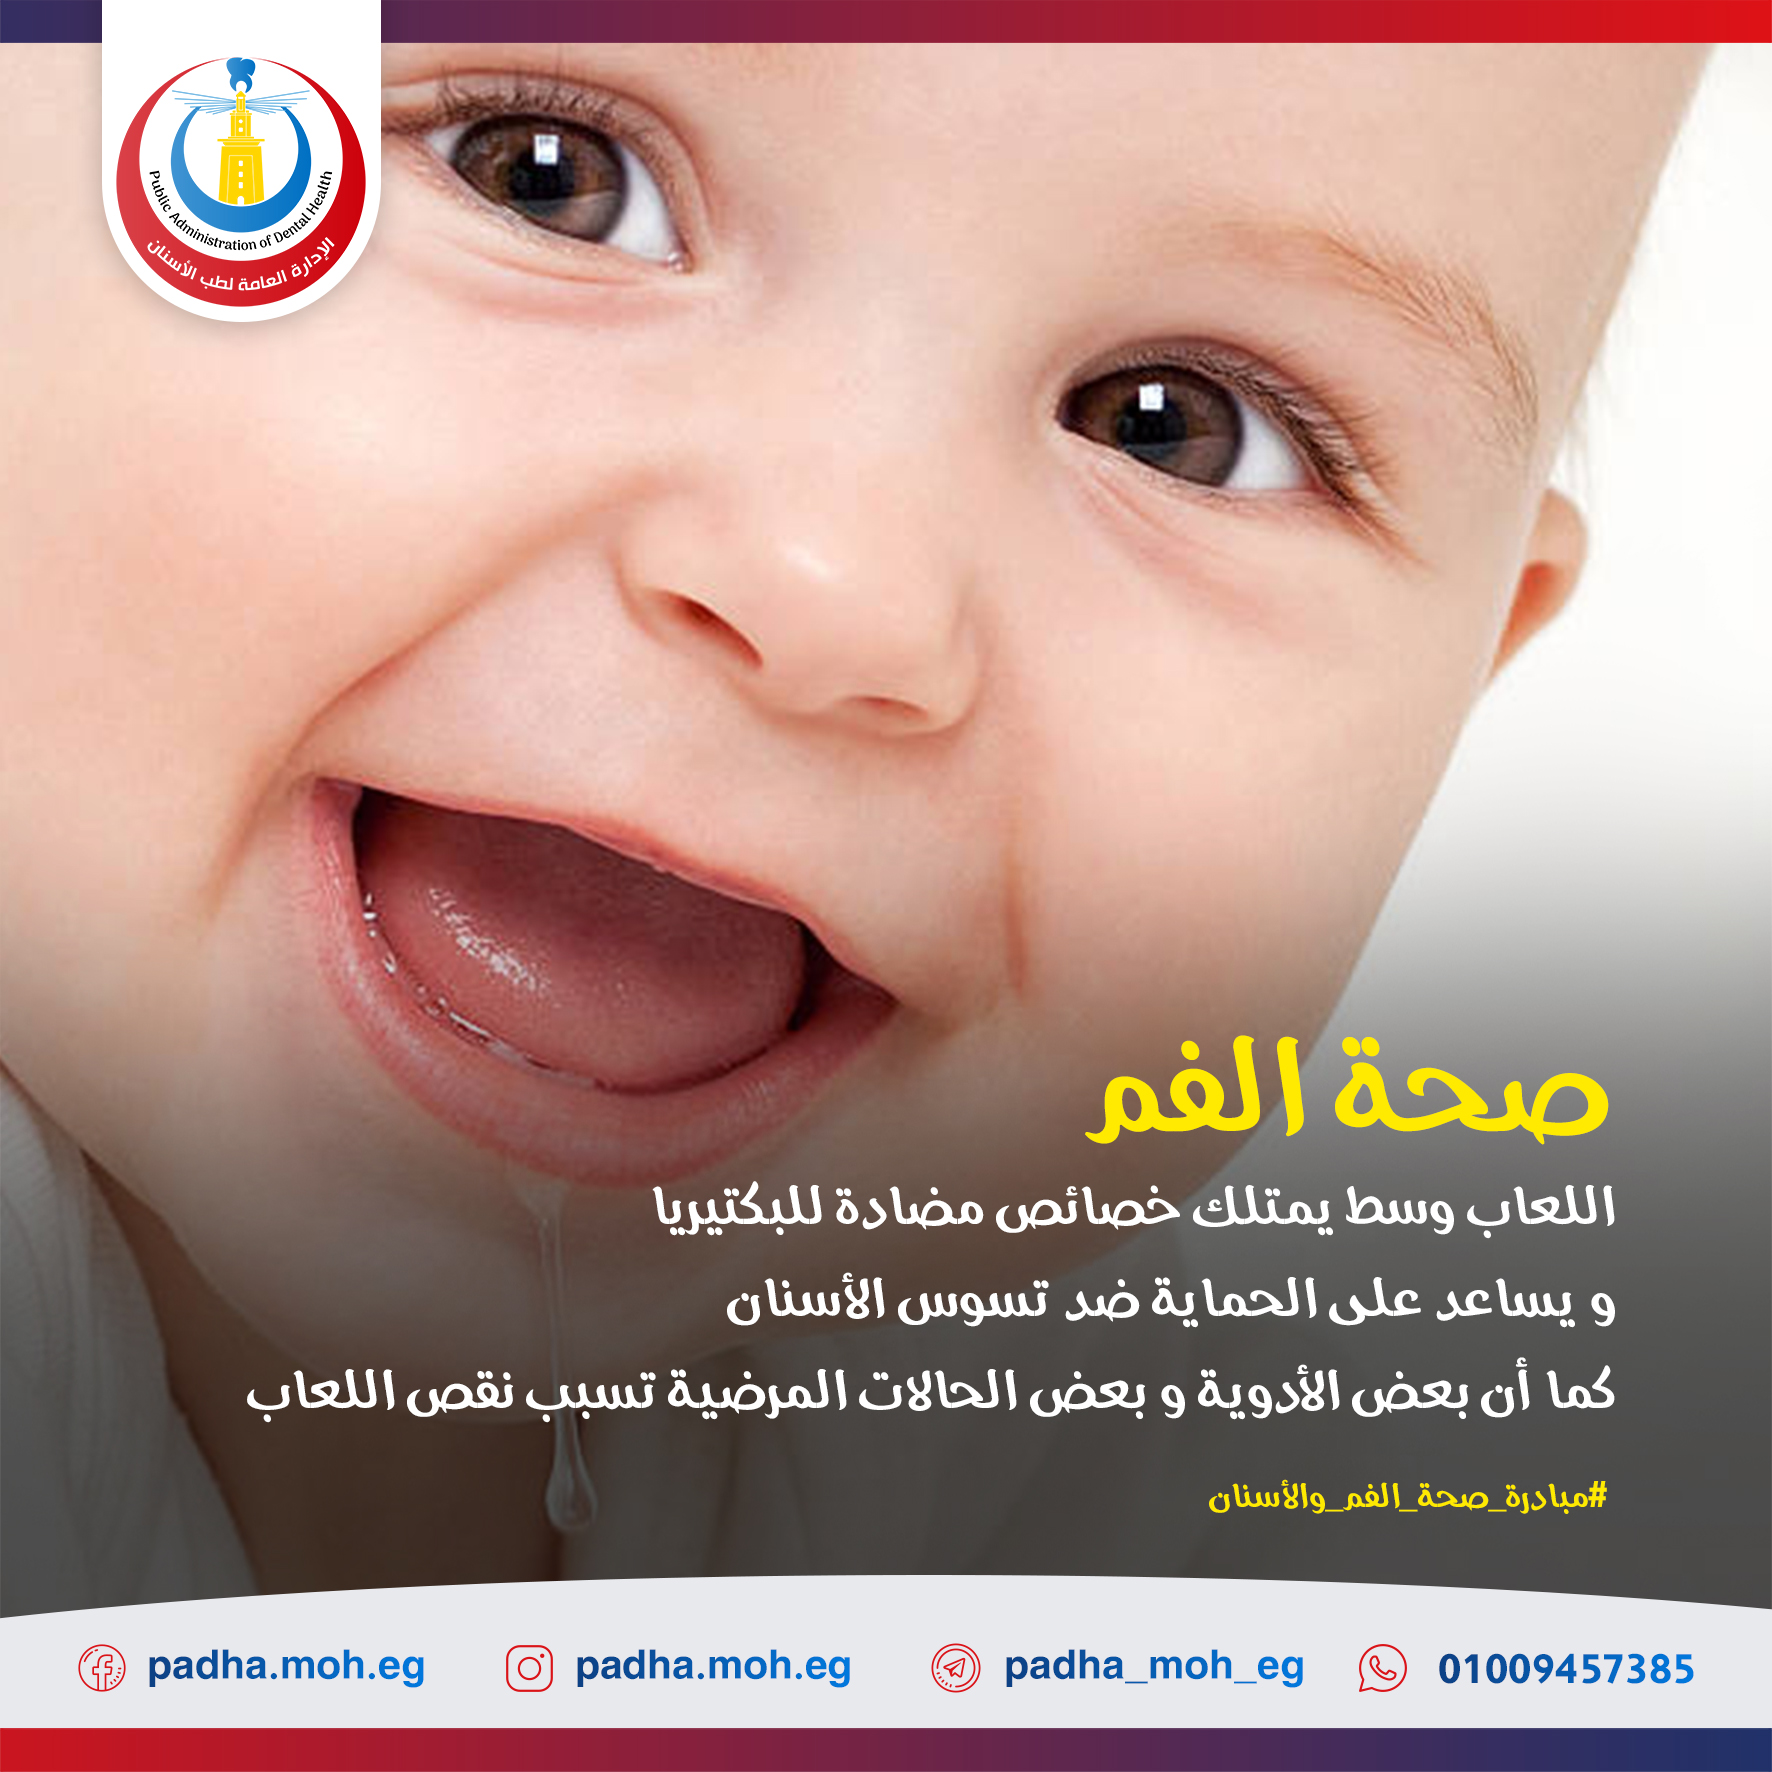 Public Administration of Dental Health
الإدارة العامة لطب الأسنان
صحة الفم
اللعاب وسط يمتلك خصائص مضادة للبكتيريا
و يساعد على الحماية ضد تسوس الأسنان
كما أن بعض الأدوية و بعض الحالات المرضية تسبب نقص اللعاب
#مبادرة_صحة_الفم_والأسنان
padha.moh.eg
padha.moh.eg
padha_moh_eg
01009457385